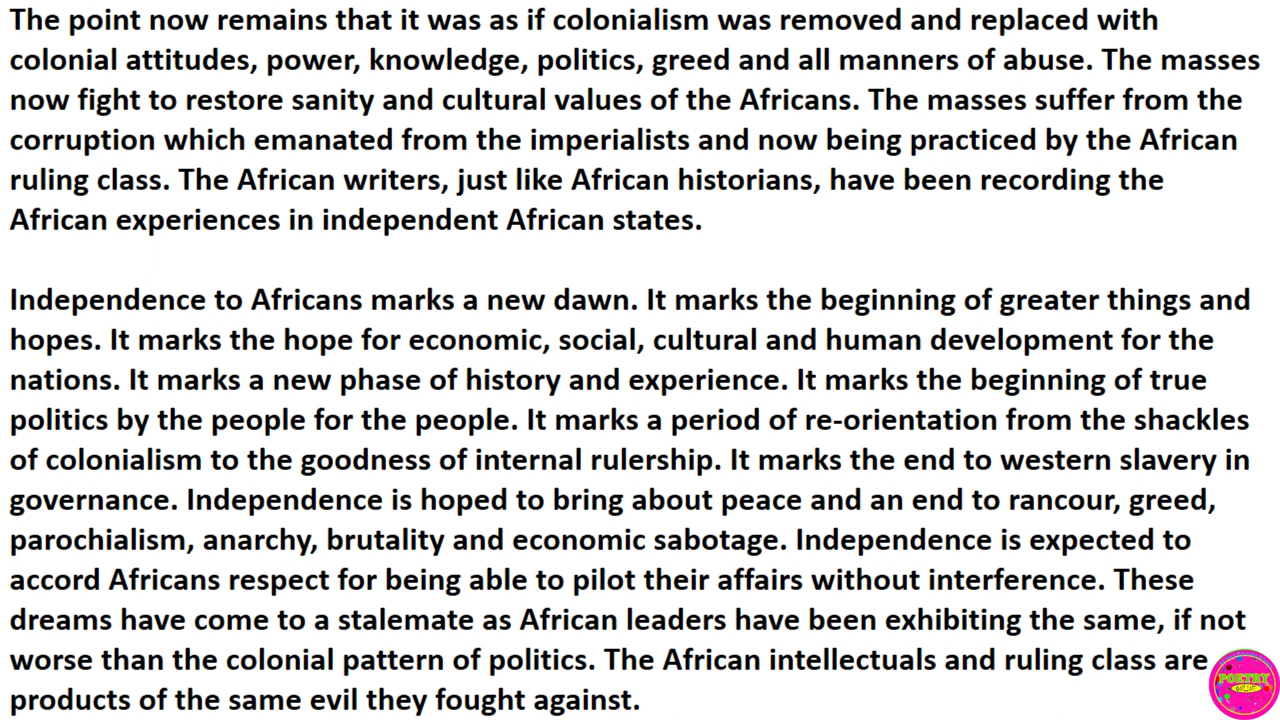 The point now remains that it was as if colonialism was removed and replaced with
colonial attitudes, power, knowledge, politics, greed and all manners of abuse. The masses
now fight to restore sanity and cultural values of the Africans. The masses suffer from the
corruption which emanated from the imperialists and now being practiced by the African
ruling class. The African writers, just like African historians, have been recording the
African experiences in independent African states.
Independence to Africans marks a new dawn. It marks the beginning of greater things and
hopes. It marks the hope for economic, social, cultural and human development for the
nations. It marks a new phase of history and experience. It marks the beginning of true
politics by the people for the people. It marks a period of re-orientation from the shackles
of colonialism to the goodness of internal rulership. It marks the end to western slavery in
governance. Independence is hoped to bring about peace and an end to rancour, greed,
parochialism, anarchy, brutality and economic sabotage. Independence is expected to
accord Africans respect for being able to pilot their affairs without interference. These
dreams have come to a stalemate as African leaders have been exhibiting the same, if not
worse than the colonial pattern of politics. The African intellectuals and ruling class are
products of the same evil they fought against.
POETRY